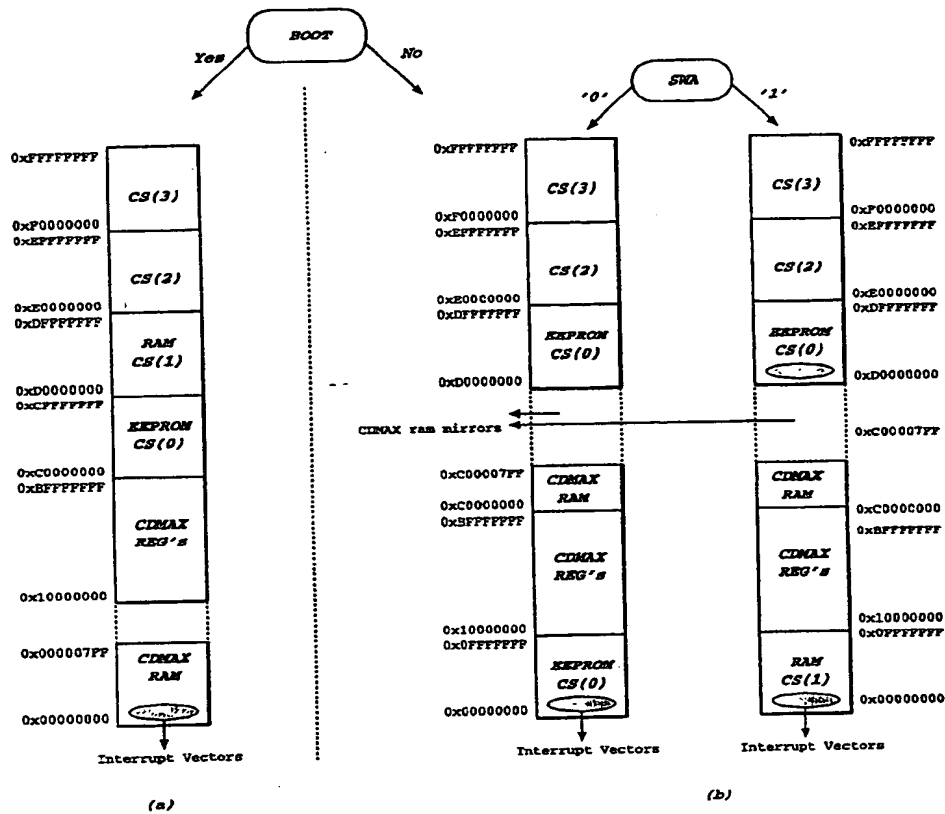 BOOT
Yes
No
SWA
'0'
'1'
0xFFFFFFFF
CS(3)
0xF0000000
0xEFFFFFFF
CS(2)
0xE0000000
0xDFFFFFFF
RAM
CS(1)
0xD0000000
0xCFFFFFFF
EEPROM
CS(0)
0xC0000000
0xBFFFFFFF
CDMAX
REG's
0x10000000
0x000007FF
CDMAX
RAM
0x00000000
Interrupt Vectors
(a)
0xFFFFFFFF
CS(3)
0xF0000000
0xEFFFFFFF
CS(2)
0xE0000000
0xDFFFFFFF
EEPROM
CS(0)
0xD0000000
CDMAX ram mirrors
0xC00007FF
CDMAX
RAM
0xC0000000
0xBFFFFFFF
CDMAX
REG's
0x10000000
0x0FFFFFFF
EEPROM
CS(0)
0x00000000
Interrupt Vectors
0xFFFFFFFF
CS(3)
0xF0000000
0xEFFFFFFF
CS(2)
0xE0000000
0xDFFFFFFF
EEPROM
CS(0)
0xD0000000
0xC00007FF
CDMAX
RAM
0xC0000000
0xBFFFFFFF
CDMAX
REG's
0x10000000
0x0FFFFFFF
RAM
CS(1)
0x00000000
Interrupt Vectors
(b)